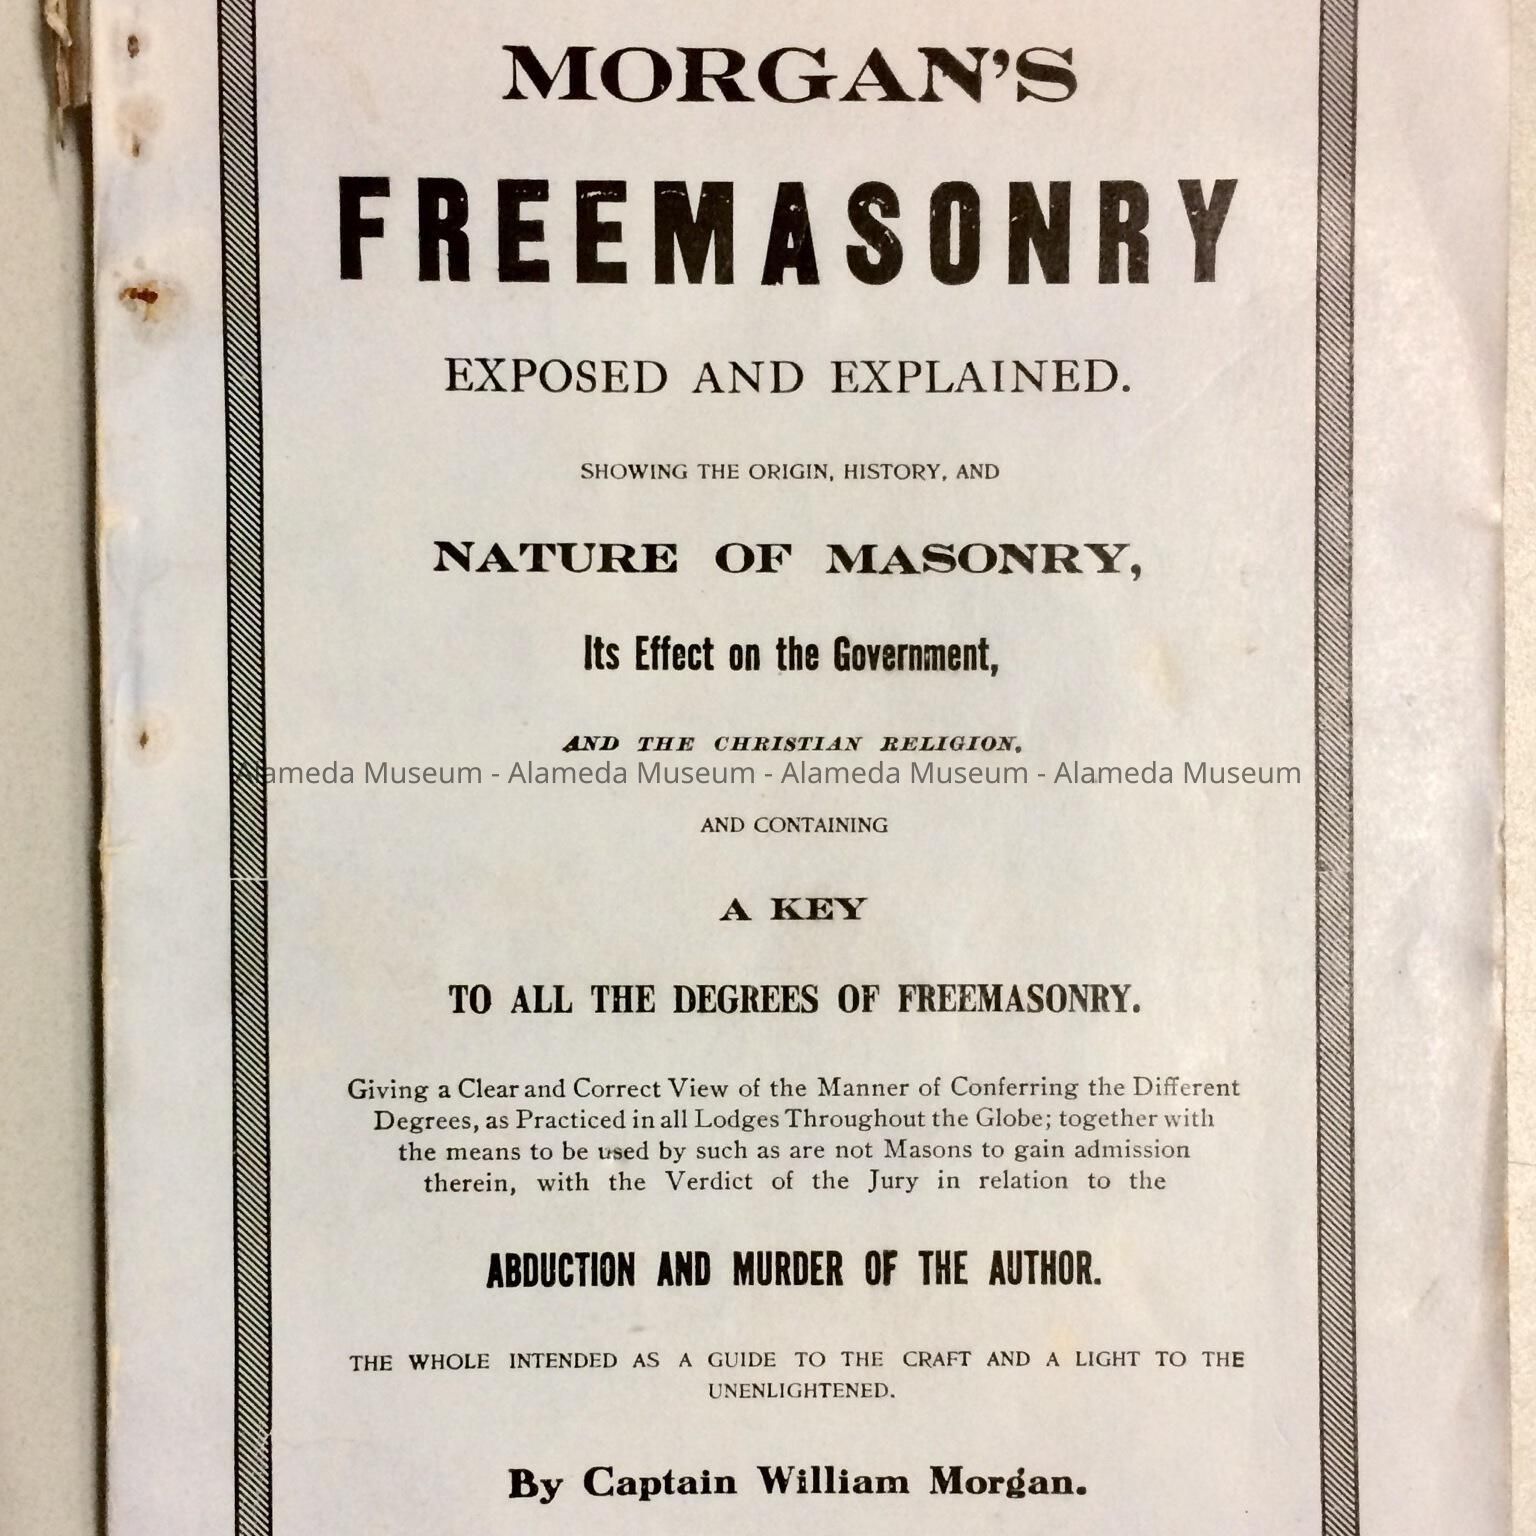 MORGAN'S
FREEMASONRY
EXPOSED AND EXPLAINED.
SHOWING THE ORIGIN, HISTORY, AND
NATURE OF MASONRY,
Its Effect on the Government,
AND THE CHRISTIAN RELIGION,
Alameda Museum - Alameda Museum - Alameda Museum - Alameda Museum
AND CONTAINING
A KEY
TO ALL THE DEGREES OF FREEMASONRY.
Giving a Clear and Correct View of the Manner of Conferring the Different
Degrees, as Practiced in all Lodges Throughout the Globe; together with
the means to be used by such as are not Masons to gain admission
therein, with the Verdict of the Jury in relation to the
ABDUCTION AND MURDER OF THE AUTHOR.
THE WHOLE INTENDED AS A GUIDE TO THE CRAFT AND A LIGHT TO THE
UNENLIGHTENED.
By Captain William Morgan.